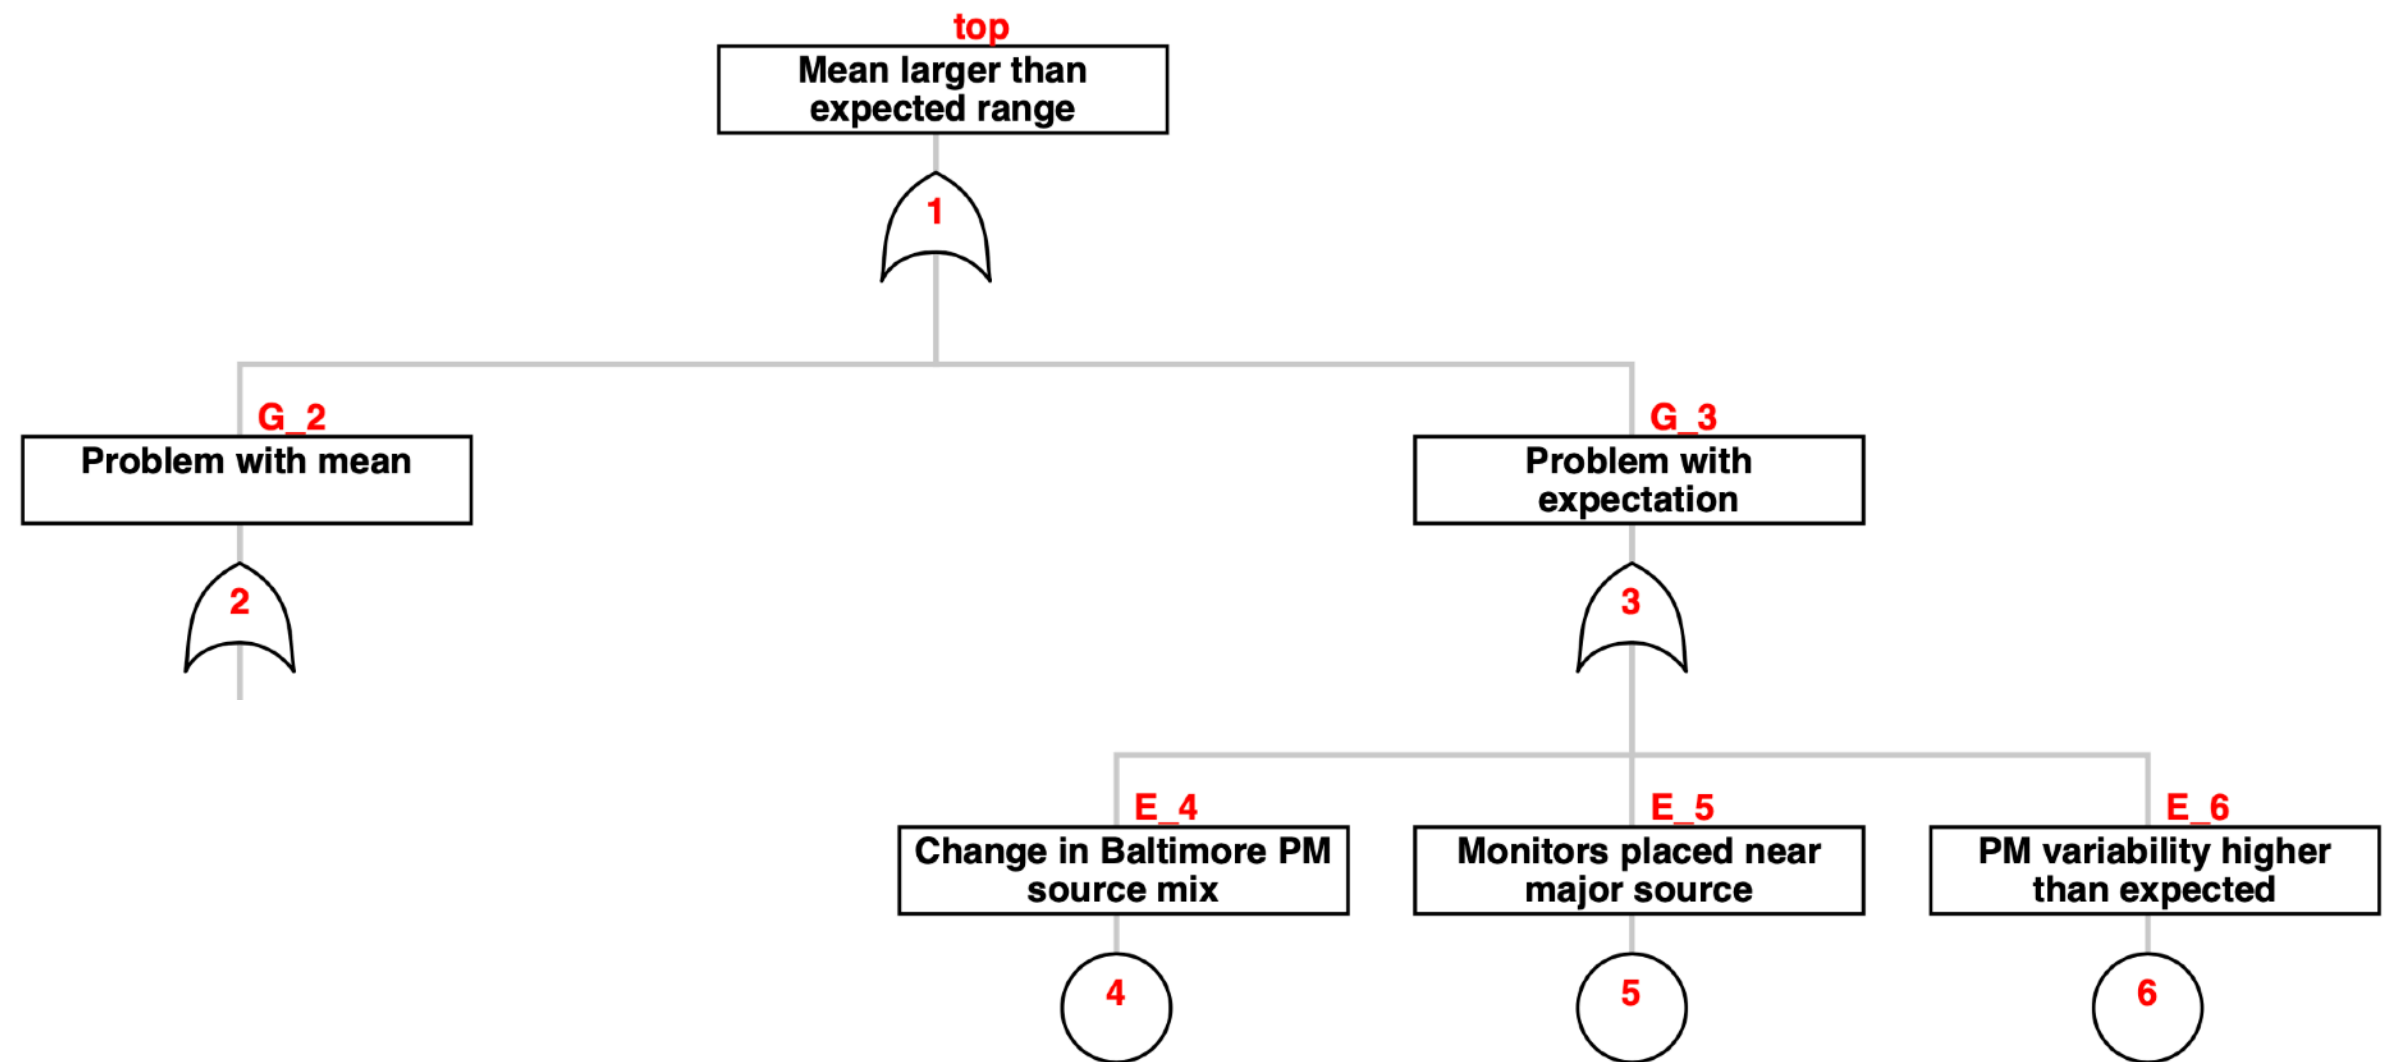 top
Mean larger than
expected range
1
G_2
G_3
Problem with mean
Problem with
expectation
2
3
E_4
E_5
E_6
Change in Baltimore PM
source mix
Monitors placed near
major source
PM variability higher
than expected
4
5
6